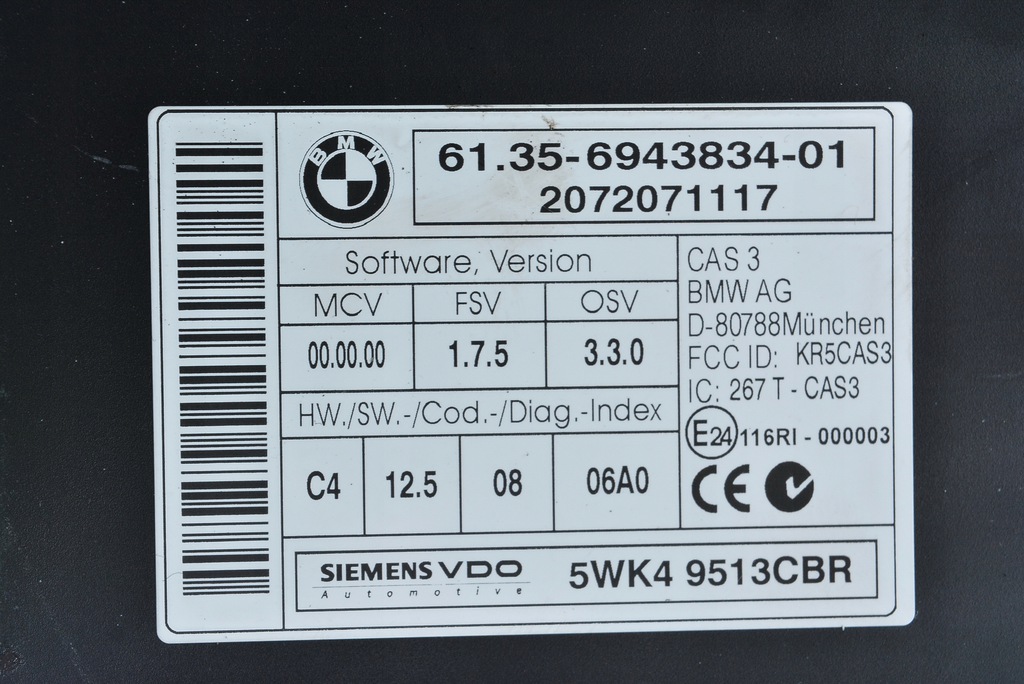 BMW
61.35-6943834-01
2072071117
Software, Version
MCV FSV OSV
00.00.00 1.7.5 3.3.0
HW./SW.-/Cod.-/Diag.-Index
C4 12.5 08 06A0
CAS 3
BMW AG
D-80788München
FCC ID: KR5CAS3
IC: 267 T - CAS3
E24 116RI - 000003
CE
SIEMENS VDO
Automotive
5WK4 9513CBR